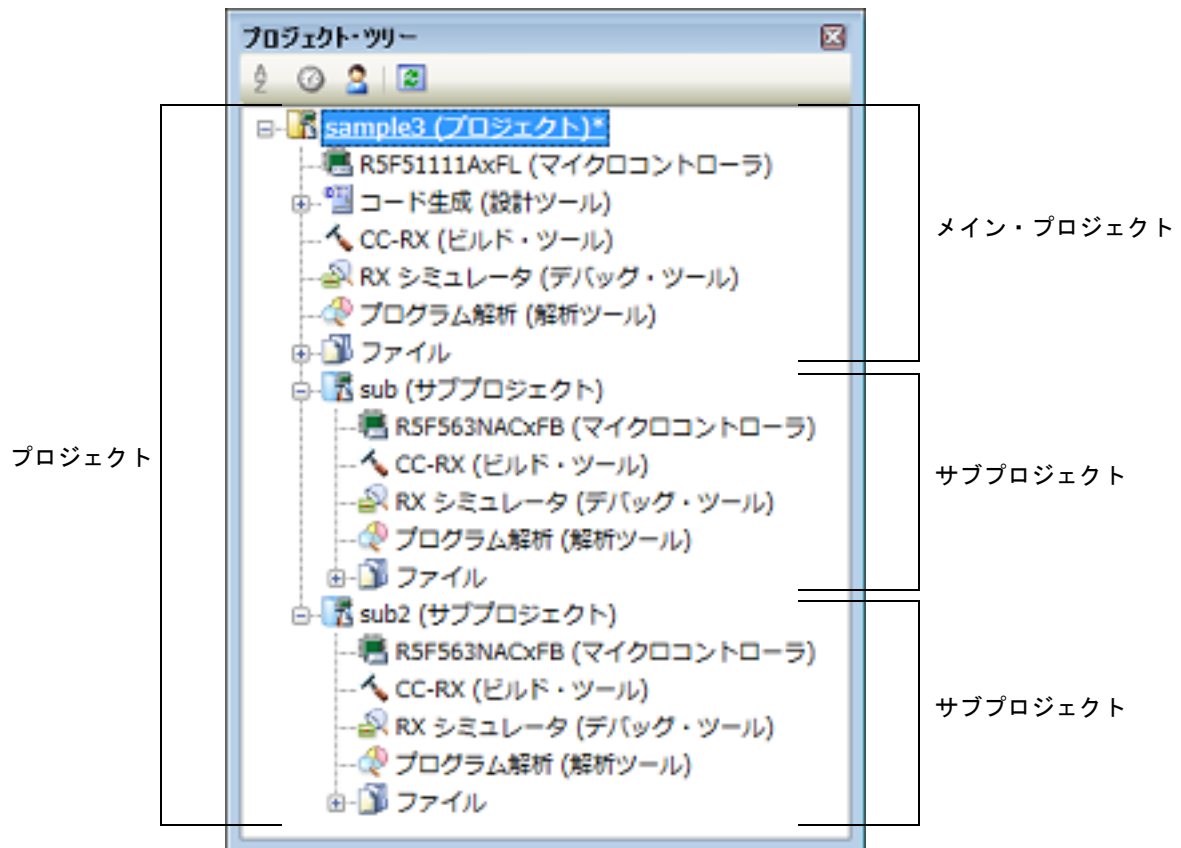 プロジェクト・ツリー
sample3 (プロジェクト)*
R5F51111AxFL (マイクロコントローラ)
コード生成 (設計ツール)
CC-RX (ビルド・ツール)
RX シミュレータ (デバッグ・ツール)
プログラム解析 (解析ツール)
ファイル
sub (サブプロジェクト)
R5F563NACxFB (マイクロコントローラ)
CC-RX (ビルド・ツール)
RX シミュレータ (デバッグ・ツール)
プログラム解析 (解析ツール)
ファイル
sub2 (サブプロジェクト)
R5F563NACxFB (マイクロコントローラ)
CC-RX (ビルド・ツール)
RX シミュレータ (デバッグ・ツール)
プログラム解析 (解析ツール)
ファイル
プロジェクト
メイン・プロジェクト
サブプロジェクト
サブプロジェクト